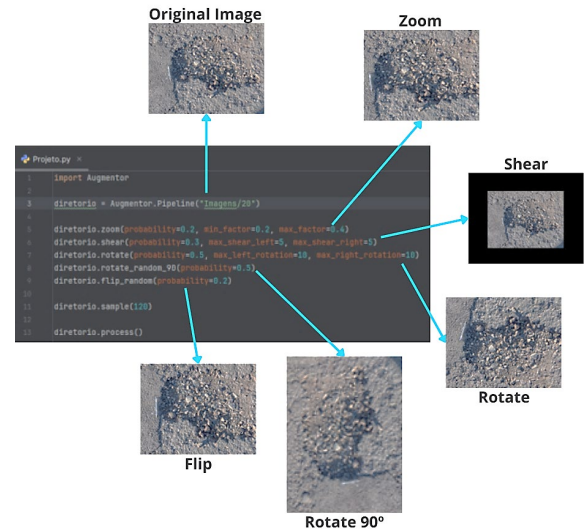 Original Image
Zoom
Shear
Projeto.py ×
1 import Augmentor
2
3 diretorio = Augmentor.Pipeline("Imagens/20")
4
5 diretorio.zoom(probability=0.2, min_factor=0.2, max_factor=0.4)
6 diretorio.shear(probability=0.3, max_shear_left=5, max_shear_right=5)
7 diretorio.rotate(probability=0.5, max_left_rotation=10, max_right_rotation=10)
8 diretorio.rotate_random_90(probability=0.5)
9 diretorio.flip_random(probability=0.2)
10
11 diretorio.sample(120)
12
13 diretorio.process()
Rotate
Flip
Rotate 90º